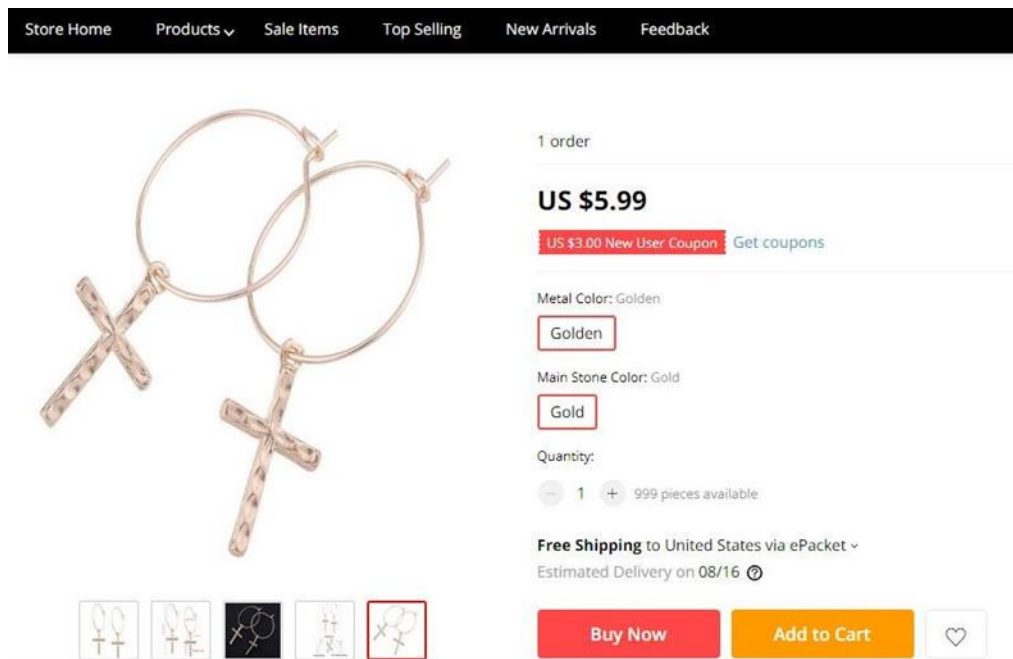 Store Home Products Sale Items Top Selling New Arrivals Feedback
1 order
US $5.99
US $3.00 New User Coupon Get coupons
Metal Color: Golden
Golden
Main Stone Color: Gold
Gold
Quantity:
− 1 + 999 pieces available
Free Shipping to United States via ePacket
Estimated Delivery on 08/16 ?
Buy Now Add to Cart